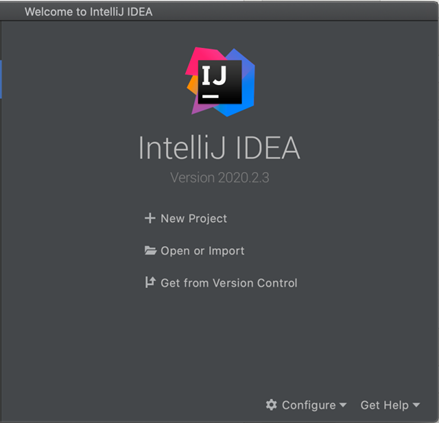 Welcome to IntelliJ IDEA
IJ
IntelliJ IDEA
Version 2020.2.3
New Project
Open or Import
Get from Version Control
Configure
Get Help